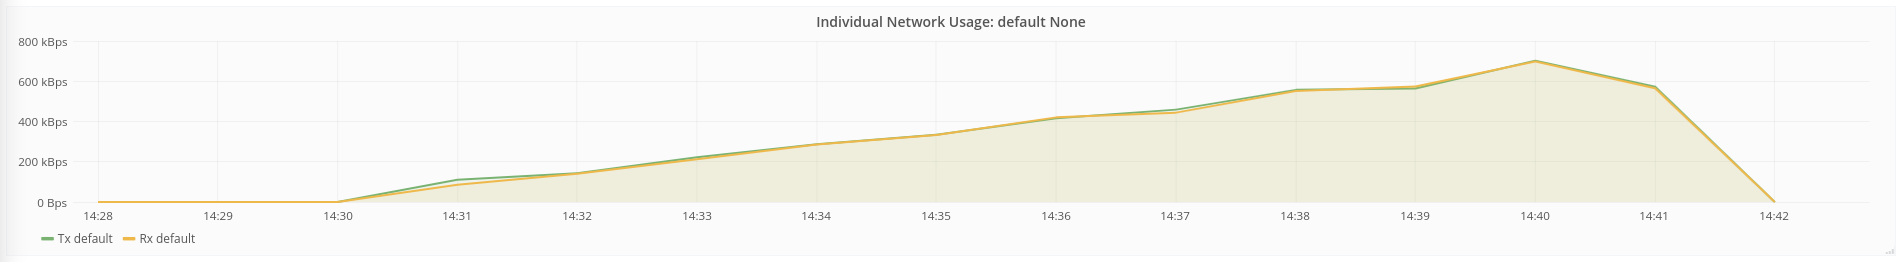 Individual Network Usage: default None
800 kBps
600 kBps
400 kBps
200 kBps
0 Bps
14:28 14:29 14:30 14:31 14:32 14:33 14:34 14:35 14:36 14:37 14:38 14:39 14:40 14:41 14:42
Tx default Rx default